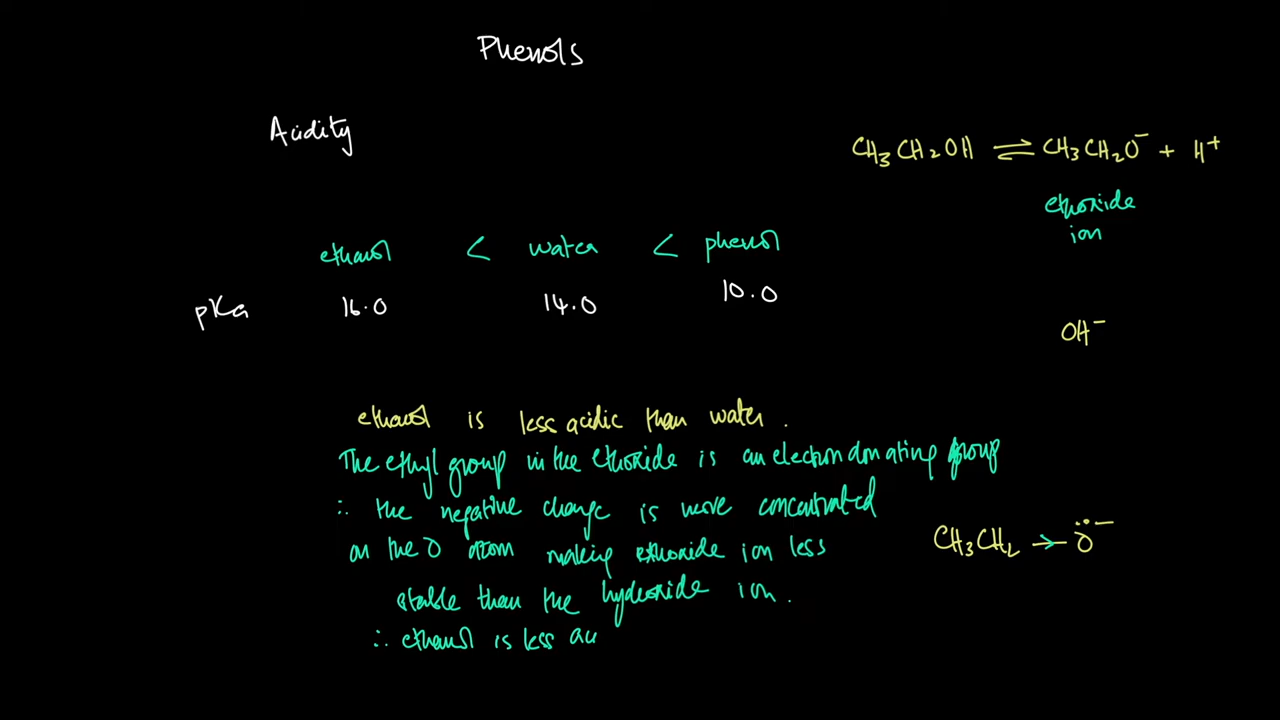 Phenols
Acidity
CH3CH2OH ⇌ CH3CH2O⁻ + H⁺
ethoxide
ion
ethanol < water < phenol
pKa 16.0 14.0 10.0
OH⁻
ethanol is less acidic than water.
The ethyl group in the ethoxide is an electron donating group
∴ the negative charge is more concentrated
on the O atom making ethoxide ion less
stable than the hydroxide ion.
CH3CH2 → Ö⁻
∴ ethanol is less ac